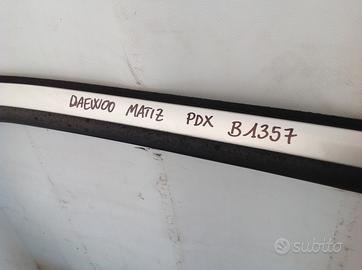 DAEWOO MATIZ PDX B1357
subito